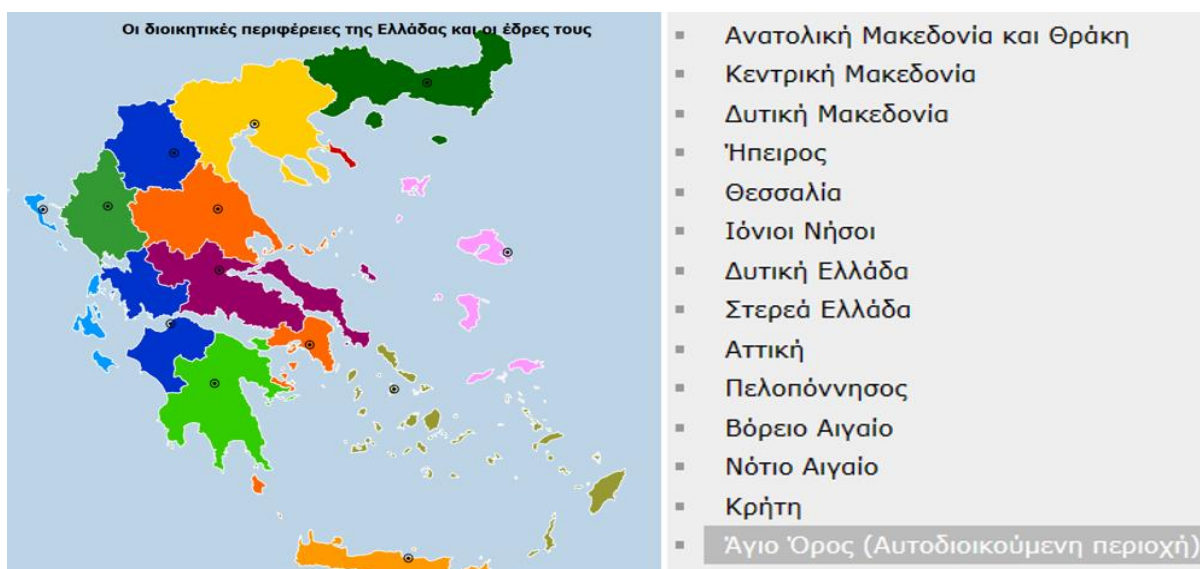 Οι διοικητικές περιφέρειες της Ελλάδας και οι έδρες τους
Ανατολική Μακεδονία και Θράκη
Κεντρική Μακεδονία
Δυτική Μακεδονία
Ήπειρος
Θεσσαλία
Ιόνιοι Νήσοι
Δυτική Ελλάδα
Στερεά Ελλάδα
Αττική
Πελοπόννησος
Βόρειο Αιγαίο
Νότιο Αιγαίο
Κρήτη
Άγιο Όρος (Αυτοδιοικούμενη περιοχή)